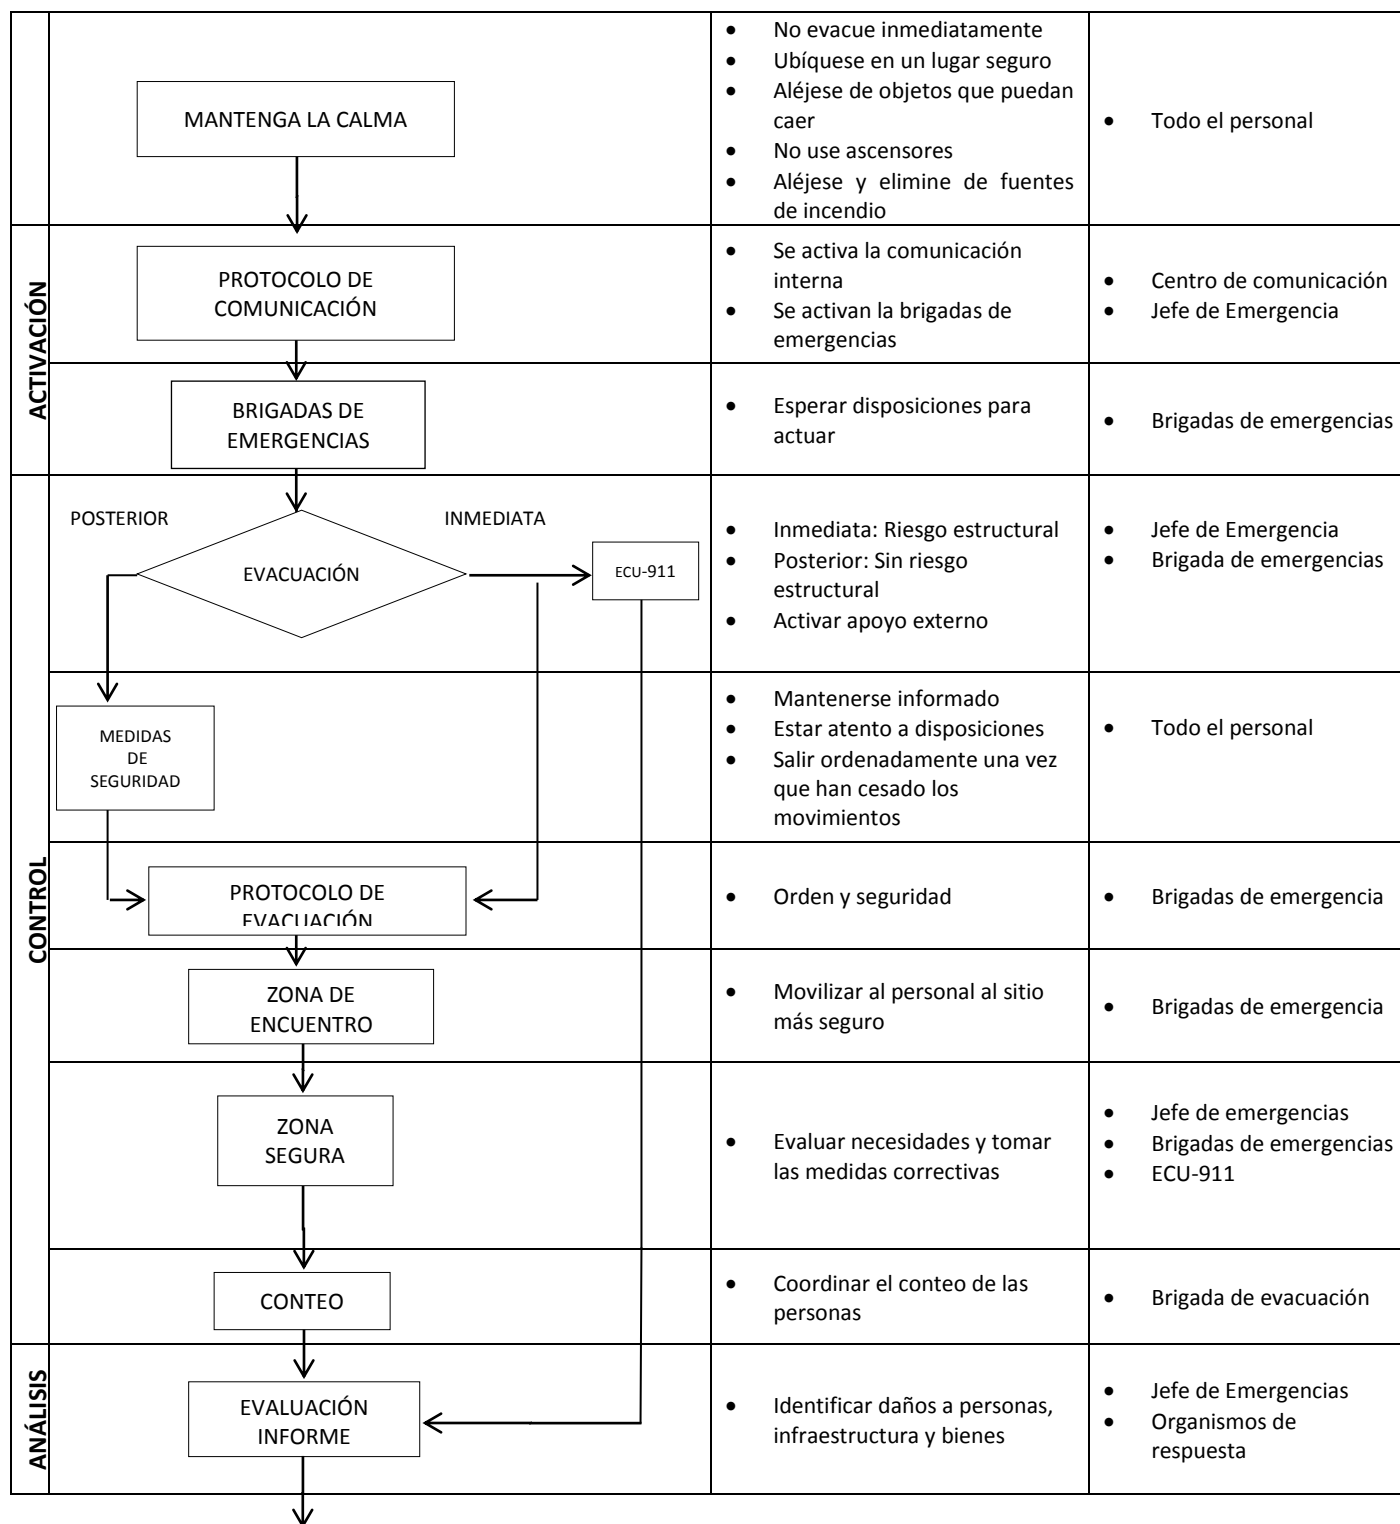 MANTENGA LA CALMA
• No evacue inmediatamente
• Ubíquese en un lugar seguro
• Aléjese de objetos que puedan
caer
• No use ascensores
• Aléjese y elimine de fuentes
de incendio
• Todo el personal
ACTIVACIÓN
PROTOCOLO DE
COMUNICACIÓN
• Se activa la comunicación
interna
• Se activan la brigadas de
emergencias
• Centro de comunicación
• Jefe de Emergencia
BRIGADAS DE
EMERGENCIAS
• Esperar disposiciones para
actuar
• Brigadas de emergencias
CONTROL
POSTERIOR
INMEDIATA
EVACUACIÓN
ECU-911
• Inmediata: Riesgo estructural
• Posterior: Sin riesgo
estructural
• Activar apoyo externo
• Jefe de Emergencia
• Brigada de emergencias
MEDIDAS
DE
SEGURIDAD
• Mantenerse informado
• Estar atento a disposiciones
• Salir ordenadamente una vez
que han cesado los
movimientos
• Todo el personal
PROTOCOLO DE
EVACUACIÓN
• Orden y seguridad
• Brigadas de emergencia
ZONA DE
ENCUENTRO
• Movilizar al personal al sitio
más seguro
• Brigadas de emergencia
ZONA
SEGURA
• Evaluar necesidades y tomar
las medidas correctivas
• Jefe de emergencias
• Brigadas de emergencias
• ECU-911
CONTEO
• Coordinar el conteo de las
personas
• Brigada de evacuación
ANÁLISIS
EVALUACIÓN
INFORME
• Identificar daños a personas,
infraestructura y bienes
• Jefe de Emergencias
• Organismos de
respuesta